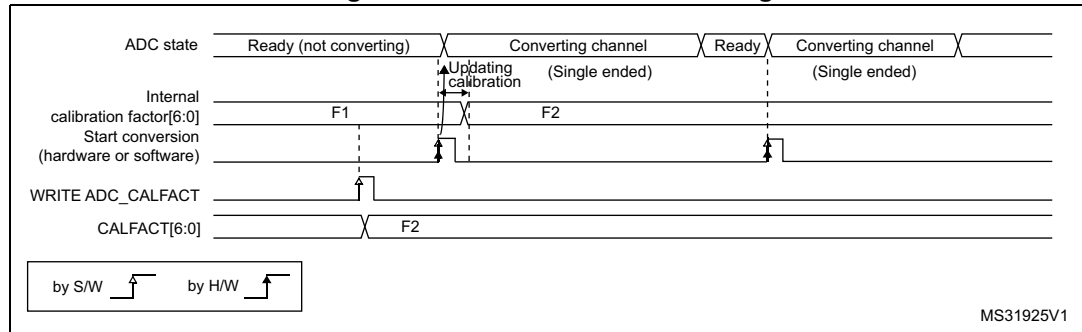 ADC state
Ready (not converting)
Converting channel
Ready
Converting channel
Updating
calibration
(Single ended)
(Single ended)
Internal
calibration factor[6:0]
F1
F2
Start conversion
(hardware or software)
WRITE ADC_CALFACT
CALFACT[6:0]
F2
by S/W
by H/W
MS31925V1